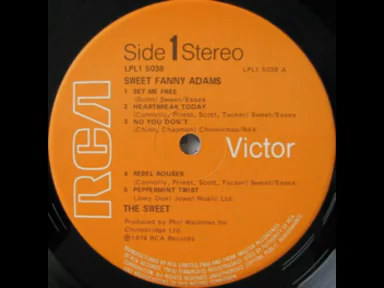 Side 1 Stereo
LPL1 5038
LPL1 5038 A
SWEET FANNY ADAMS
1 SET ME FREE
(Scott) Sweet/Essex
2 HEARTBREAK TODAY
(Connolly, Priest, Scott, Tucker) Sweet/Essex
3 NO YOU DON'T
(Chinn, Chapman) Chinnichap/RAK
RCA
Victor
4 REBEL ROUSER
(Connolly, Priest, Scott, Tucker) Sweet/Essex
5 PEPPERMINT TWIST
(Joey Dee) Jewel Music Ltd.
THE SWEET
Produced by Phil Wainman for
Chinnichap Ltd.
1974 RCA Records